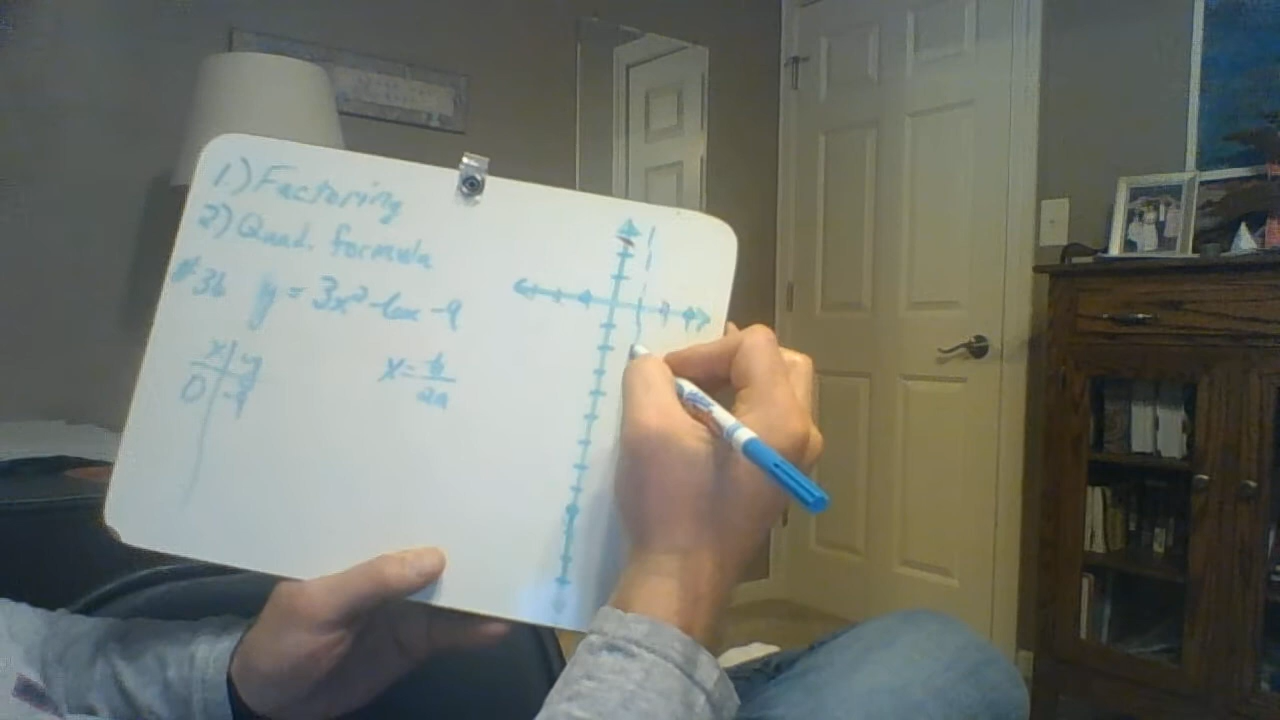 1) Factoring
2) Quad. formula
#36 y = 3x² - 6x - 9
x | y
0 | -9
x = -b/2a